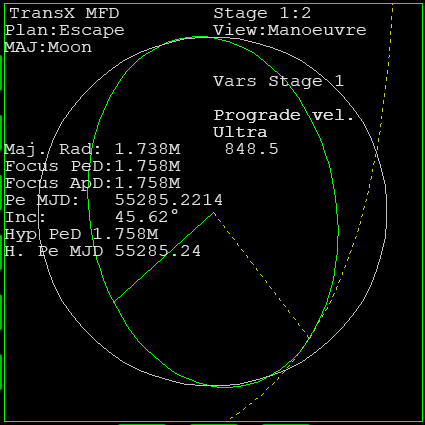 TransX MFD Stage 1:2
Plan:Escape View:Manoeuvre
MAJ:Moon
Vars Stage 1
Prograde vel.
Ultra
848.5
Maj. Rad: 1.738M
Focus PeD:1.758M
Focus ApD:1.758M
Pe MJD: 55285.2214
Inc: 45.62°
Hyp PeD 1.758M
H. Pe MJD 55285.24